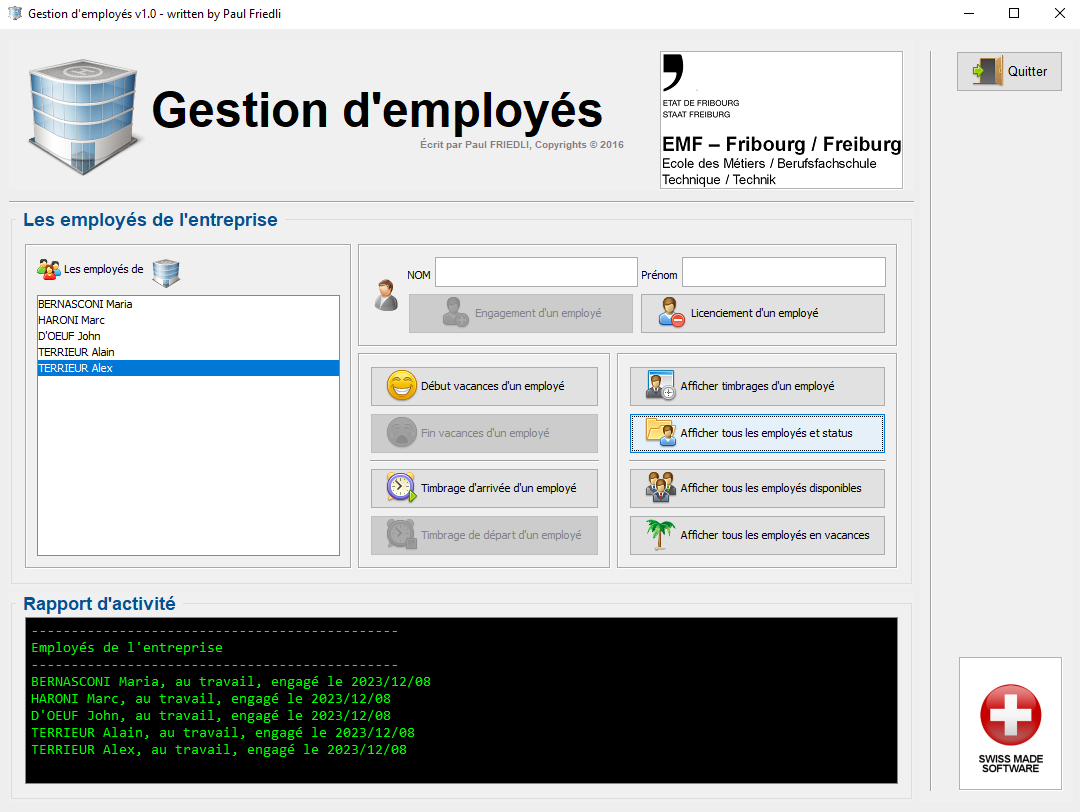 Gestion d'employés v1.0 - written by Paul Friedli
Gestion d'employés
Écrit par Paul FRIEDLI, Copyrights © 2016
ETAT DE FRIBOURG
STAAT FREIBURG
EMF – Fribourg / Freiburg
Ecole des Métiers / Berufsfachschule
Technique / Technik
Quitter
Les employés de l'entreprise
Les employés de
BERNASCONI Maria
HARONI Marc
D'OEUF John
TERRIEUR Alain
TERRIEUR Alex
NOM
Prénom
Engagement d'un employé
Licenciement d'un employé
Début vacances d'un employé
Fin vacances d'un employé
Timbrage d'arrivée d'un employé
Timbrage de départ d'un employé
Afficher timbrages d'un employé
Afficher tous les employés et status
Afficher tous les employés disponibles
Afficher tous les employés en vacances
Rapport d'activité
----------------------------------------------
Employés de l'entreprise
----------------------------------------------
BERNASCONI Maria, au travail, engagé le 2023/12/08
HARONI Marc, au travail, engagé le 2023/12/08
D'OEUF John, au travail, engagé le 2023/12/08
TERRIEUR Alain, au travail, engagé le 2023/12/08
TERRIEUR Alex, au travail, engagé le 2023/12/08
SWISS MADE
SOFTWARE